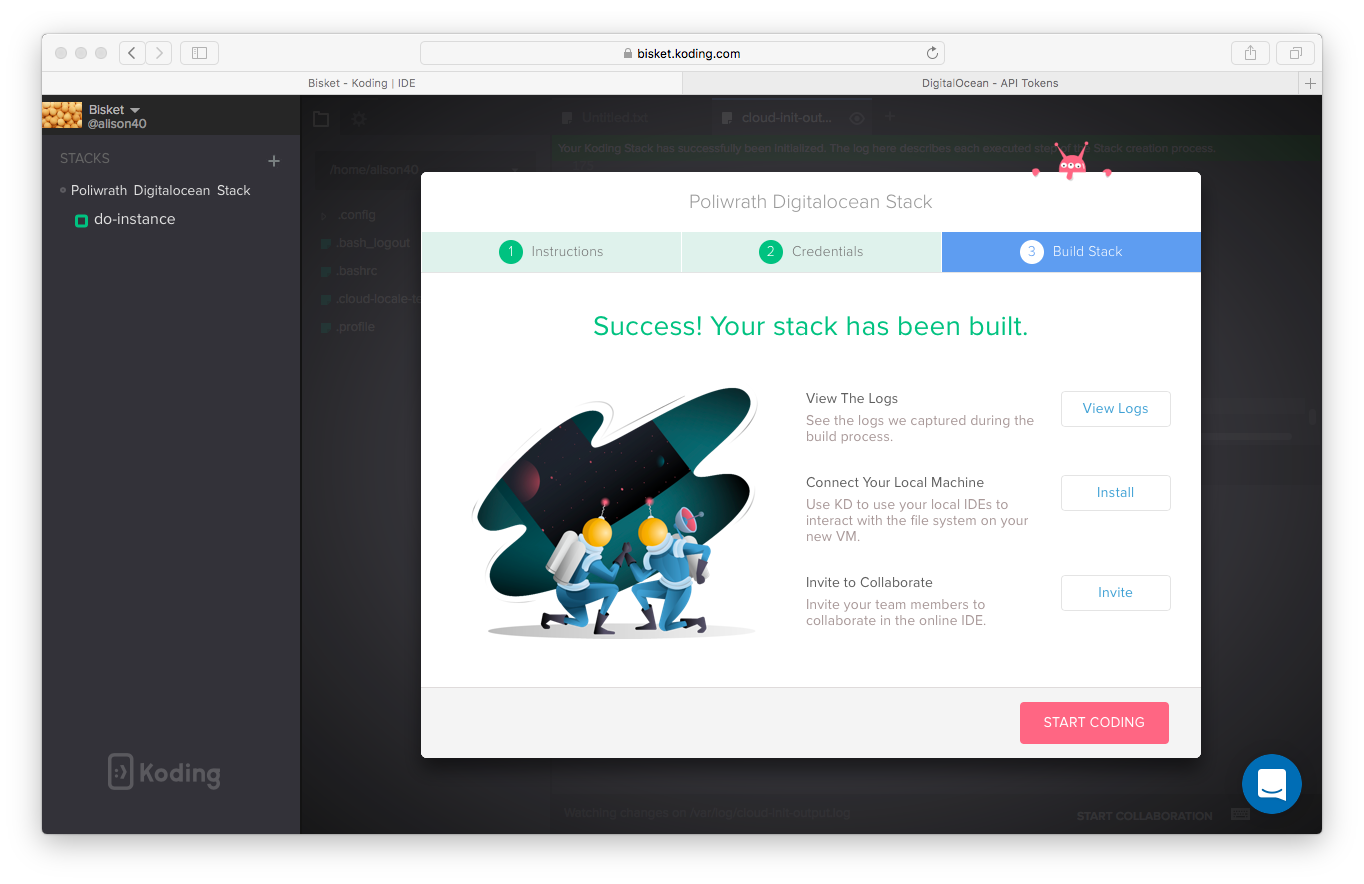 bisket.koding.com
Bisket - Koding | IDE
DigitalOcean - API Tokens
Bisket
@alison40
STACKS
Poliwrath Digitalocean Stack
do-instance
Koding
Untitled.txt
cloud-init-out...
Your Koding Stack has successfully been initialized. The log here describes each executed step of the Stack creation process.
/home/alison40
.config
.bash_logout
.bashrc
.cloud-locale-te
.profile
Poliwrath Digitalocean Stack
1 Instructions
2 Credentials
3 Build Stack
Success! Your stack has been built.
View The Logs
See the logs we captured during the
build process.
View Logs
Connect Your Local Machine
Use KD to use your local IDEs to
interact with the file system on your
new VM.
Install
Invite to Collaborate
Invite your team members to
collaborate in the online IDE.
Invite
START CODING
Watching changes on /var/log/cloud-init-output.log
START COLLABORATION